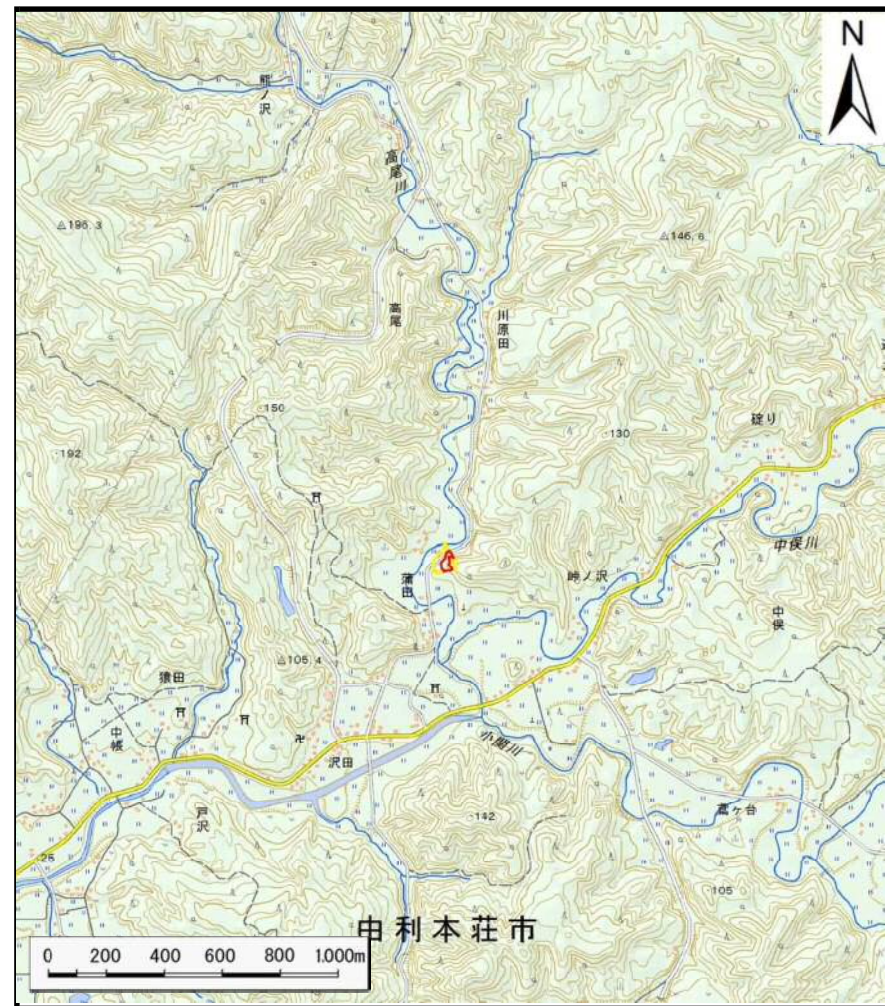 N
熊ノ沢
高尾川
196.3
146.6
高尾
川原田
150
碇り
192
130
中俣川
蒲田
峠ノ沢
中俣
105.4
猿田
中帳
沢田
小関川
戸沢
鳶ヶ台
142
28
105
由利本荘市
0 200 400 600 800 1,000m